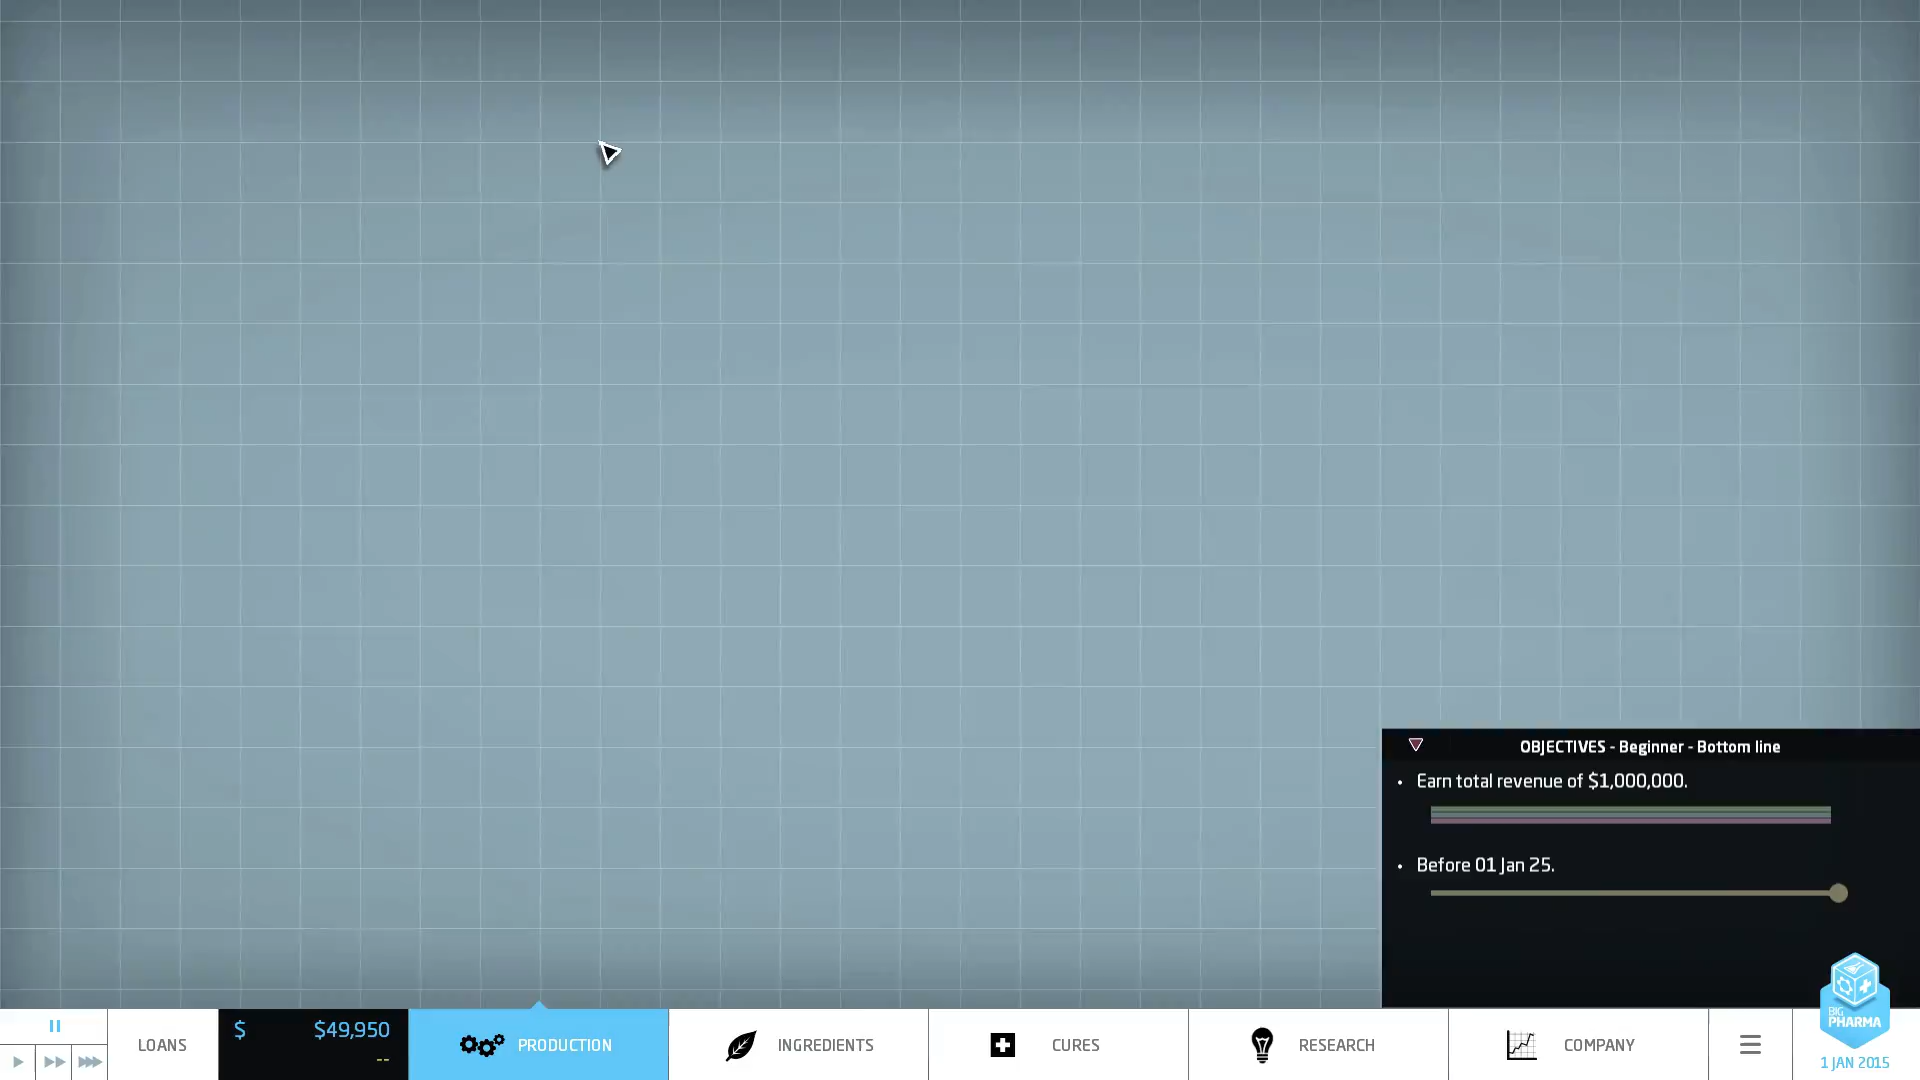 OBJECTIVES - Beginner - Bottom line
• Earn total revenue of $1,000,000.
• Before 01 Jan 25.
LOANS
$ $49,950
--
PRODUCTION
INGREDIENTS
CURES
RESEARCH
COMPANY
BIG
PHARMA
1 JAN 2015